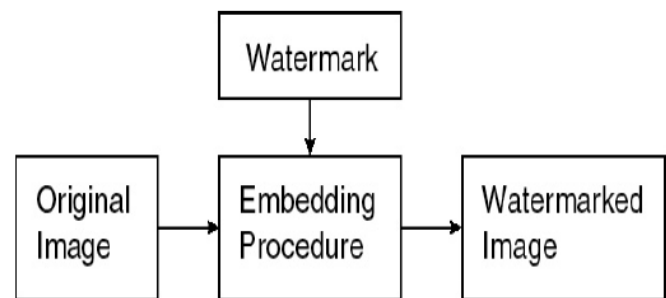 Watermark
Original
Image
Embedding
Procedure
Watermarked
Image